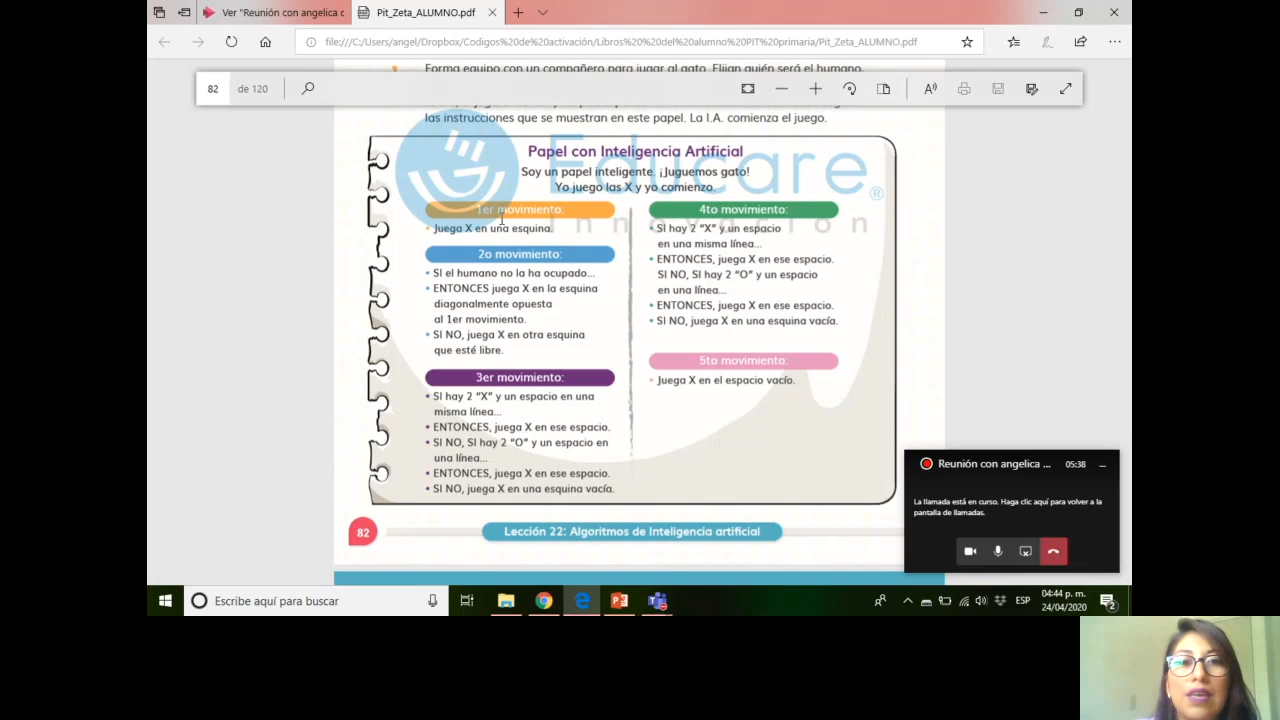 Ver "Reunión con angelica c
Pit_Zeta_ALUMNO.pdf
file:///C:/Users/angel/Dropbox/Codigos%20de%20activación/Libros%20%20del%20alumno%20PIT%20primaria/Pit_Zeta_ALUMNO.pdf
Forma equipo con un compañero para jugar al gato. Elijan quién será el humano,
82 de 120
las instrucciones que se muestran en este papel. La I.A. comienza el juego.
Educare
Innovación
Papel con Inteligencia Artificial
Soy un papel inteligente. ¡Juguemos gato!
Yo juego las X y yo comienzo.
1er movimiento:
• Juega X en una esquina.
2o movimiento:
• SI el humano no la ha ocupado...
• ENTONCES juega X en la esquina
diagonalmente opuesta
al 1er movimiento.
• SI NO, juega X en otra esquina
que esté libre.
3er movimiento:
• SI hay 2 “X” y un espacio en una
misma línea...
• ENTONCES, juega X en ese espacio.
• SI NO, SI hay 2 “O” y un espacio en
una línea...
• ENTONCES, juega X en ese espacio.
• SI NO, juega X en una esquina vacía.
4to movimiento:
• SI hay 2 “X” y un espacio
en una misma línea...
• ENTONCES, juega X en ese espacio.
SI NO, SI hay 2 “O” y un espacio
en una línea...
• ENTONCES, juega X en ese espacio.
• SI NO, juega X en una esquina vacía.
5to movimiento:
• Juega X en el espacio vacío.
82
Lección 22: Algoritmos de Inteligencia artificial
Reunión con angelica ... 05:38
La llamada está en curso. Haga clic aquí para volver a la
pantalla de llamadas.
Escribe aquí para buscar
ESP
04:44 p. m.
24/04/2020
2